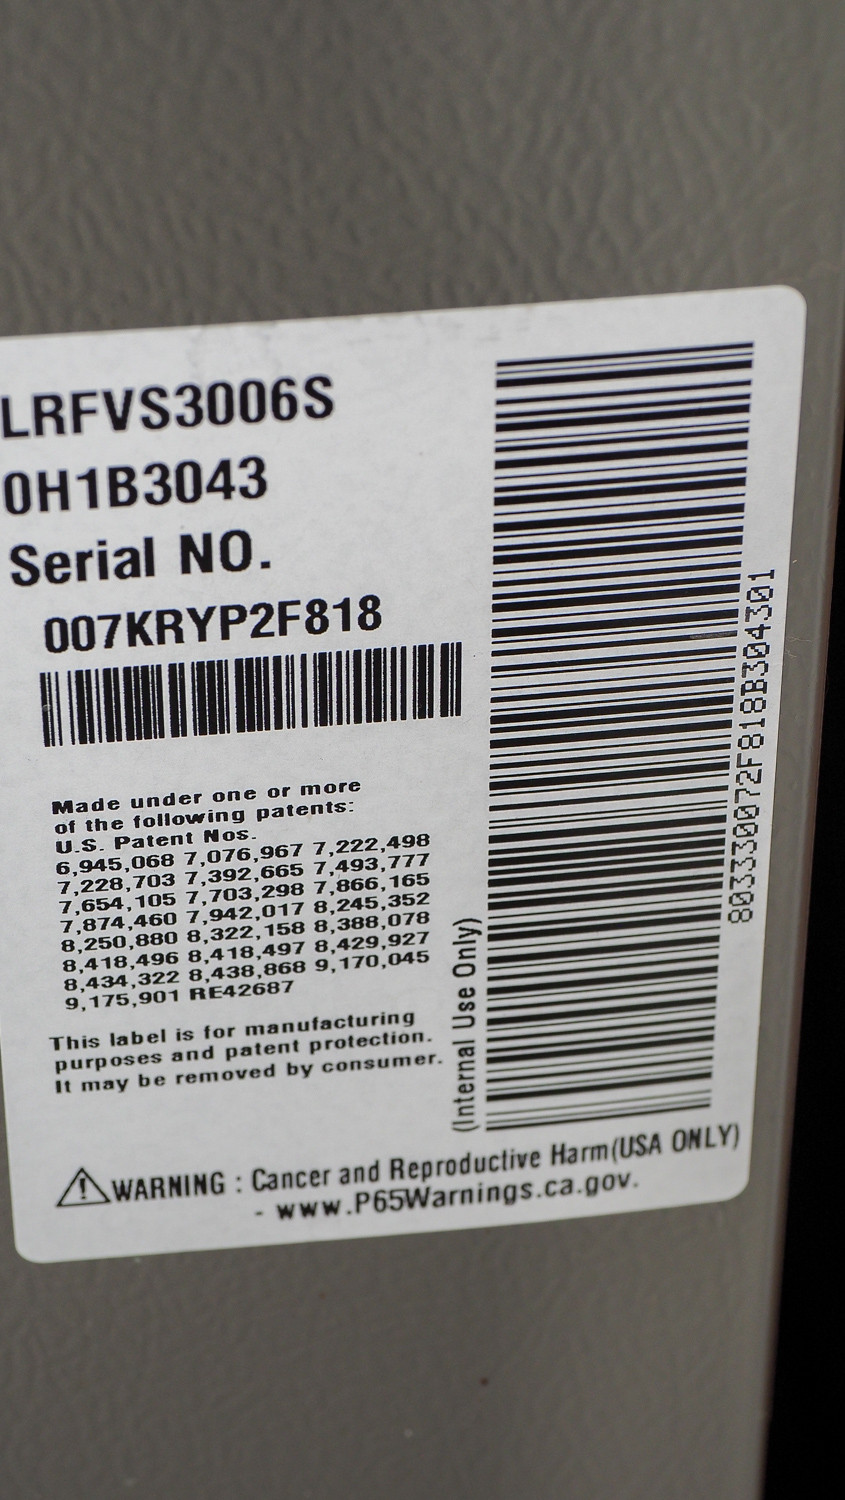 LRFVS3006S
0H1B3043
Serial NO.
007KRYP2F818
Made under one or more
of the following patents:
U.S. Patent Nos.
6,945,068 7,076,967 7,222,498
7,228,703 7,392,665 7,493,777
7,654,105 7,703,298 7,866,165
7,874,460 7,942,017 8,245,352
8,250,880 8,322,158 8,388,078
8,418,496 8,418,497 8,429,927
8,434,322 8,438,868 9,170,045
9,175,901 RE42687
This label is for manufacturing
purposes and patent protection.
It may be removed by consumer.
(Internal Use Only)
803330072F818B304301
WARNING : Cancer and Reproductive Harm(USA ONLY)
- www.P65Warnings.ca.gov.